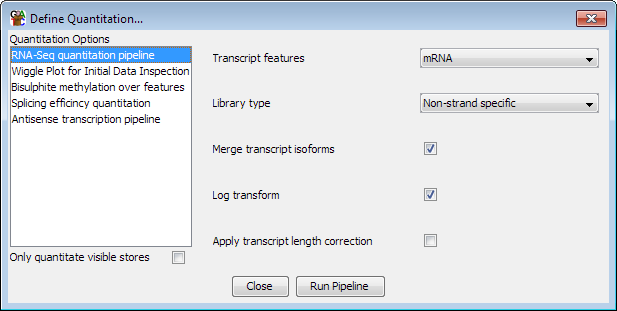 Define Quantitation...
Quantitation Options
RNA-Seq quantitation pipeline
Wiggle Plot for Initial Data Inspection
Bisulphite methylation over features
Splicing efficincy quantitation
Antisense transcription pipeline
Only quantitate visible stores
Transcript features mRNA
Library type Non-strand specific
Merge transcript isoforms
Log transform
Apply transcript length correction
Close Run Pipeline